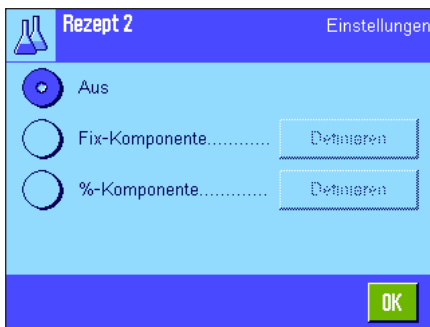 Rezept 2 Einstellungen
Aus
Fix-Komponente............ Definieren
%-Komponente............. Definieren
OK